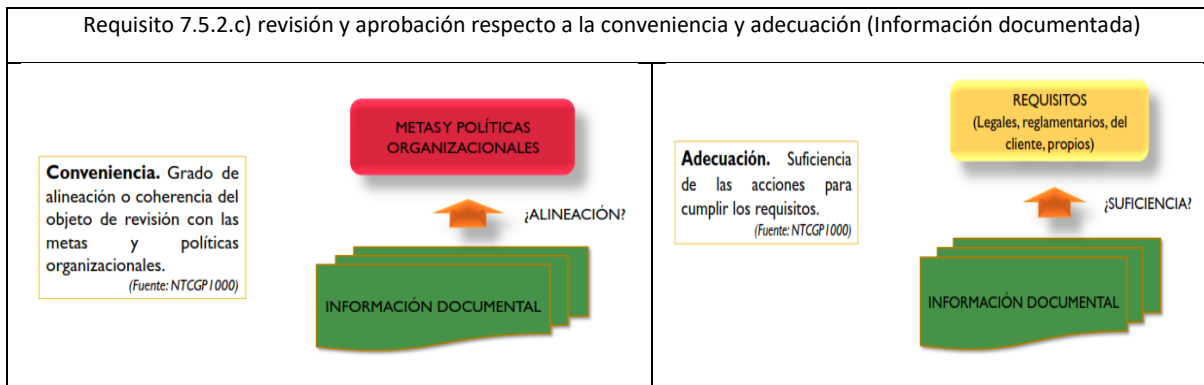 Requisito 7.5.2.c) revisión y aprobación respecto a la conveniencia y adecuación (Información documentada)
Conveniencia. Grado de
alineación o coherencia del
objeto de revisión con las
metas y políticas
organizacionales.
(Fuente: NTCGP1000)
METAS Y POLÍTICAS
ORGANIZACIONALES
¿ALINEACIÓN?
INFORMACIÓN DOCUMENTAL
Adecuación. Suficiencia
de las acciones para
cumplir los requisitos.
(Fuente: NTCGP1000)
REQUISITOS
(Legales, reglamentarios, del
cliente, propios)
¿SUFICIENCIA?
INFORMACIÓN DOCUMENTAL